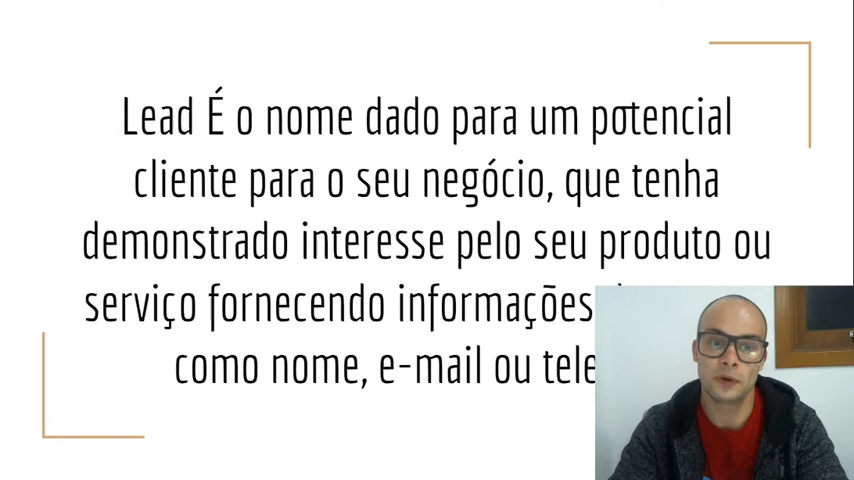 Lead É o nome dado para um potencial
cliente para o seu negócio, que tenha
demonstrado interesse pelo seu produto ou
serviço fornecendo informações
como nome, e-mail ou